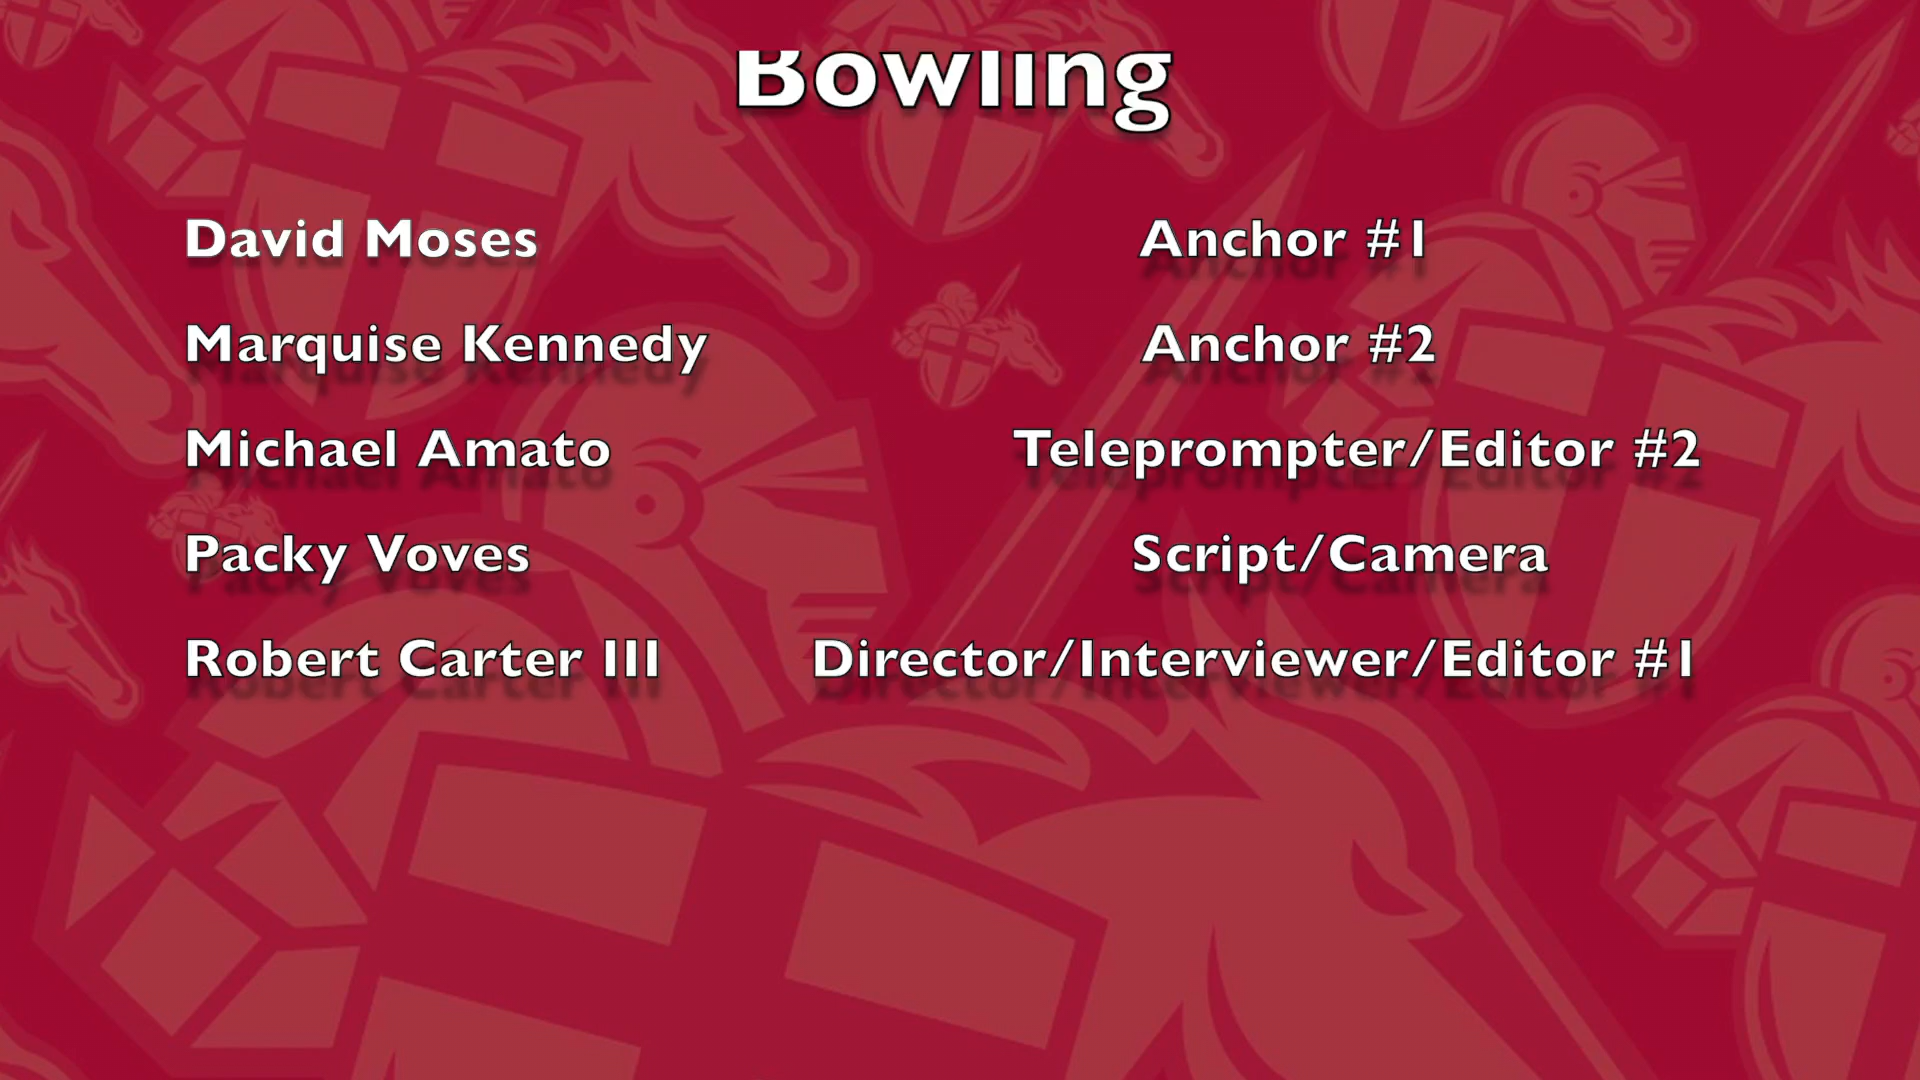 Bowling
David Moses Anchor #1
Marquise Kennedy Anchor #2
Michael Amato Teleprompter/Editor #2
Packy Voves Script/Camera
Robert Carter III Director/Interviewer/Editor #1